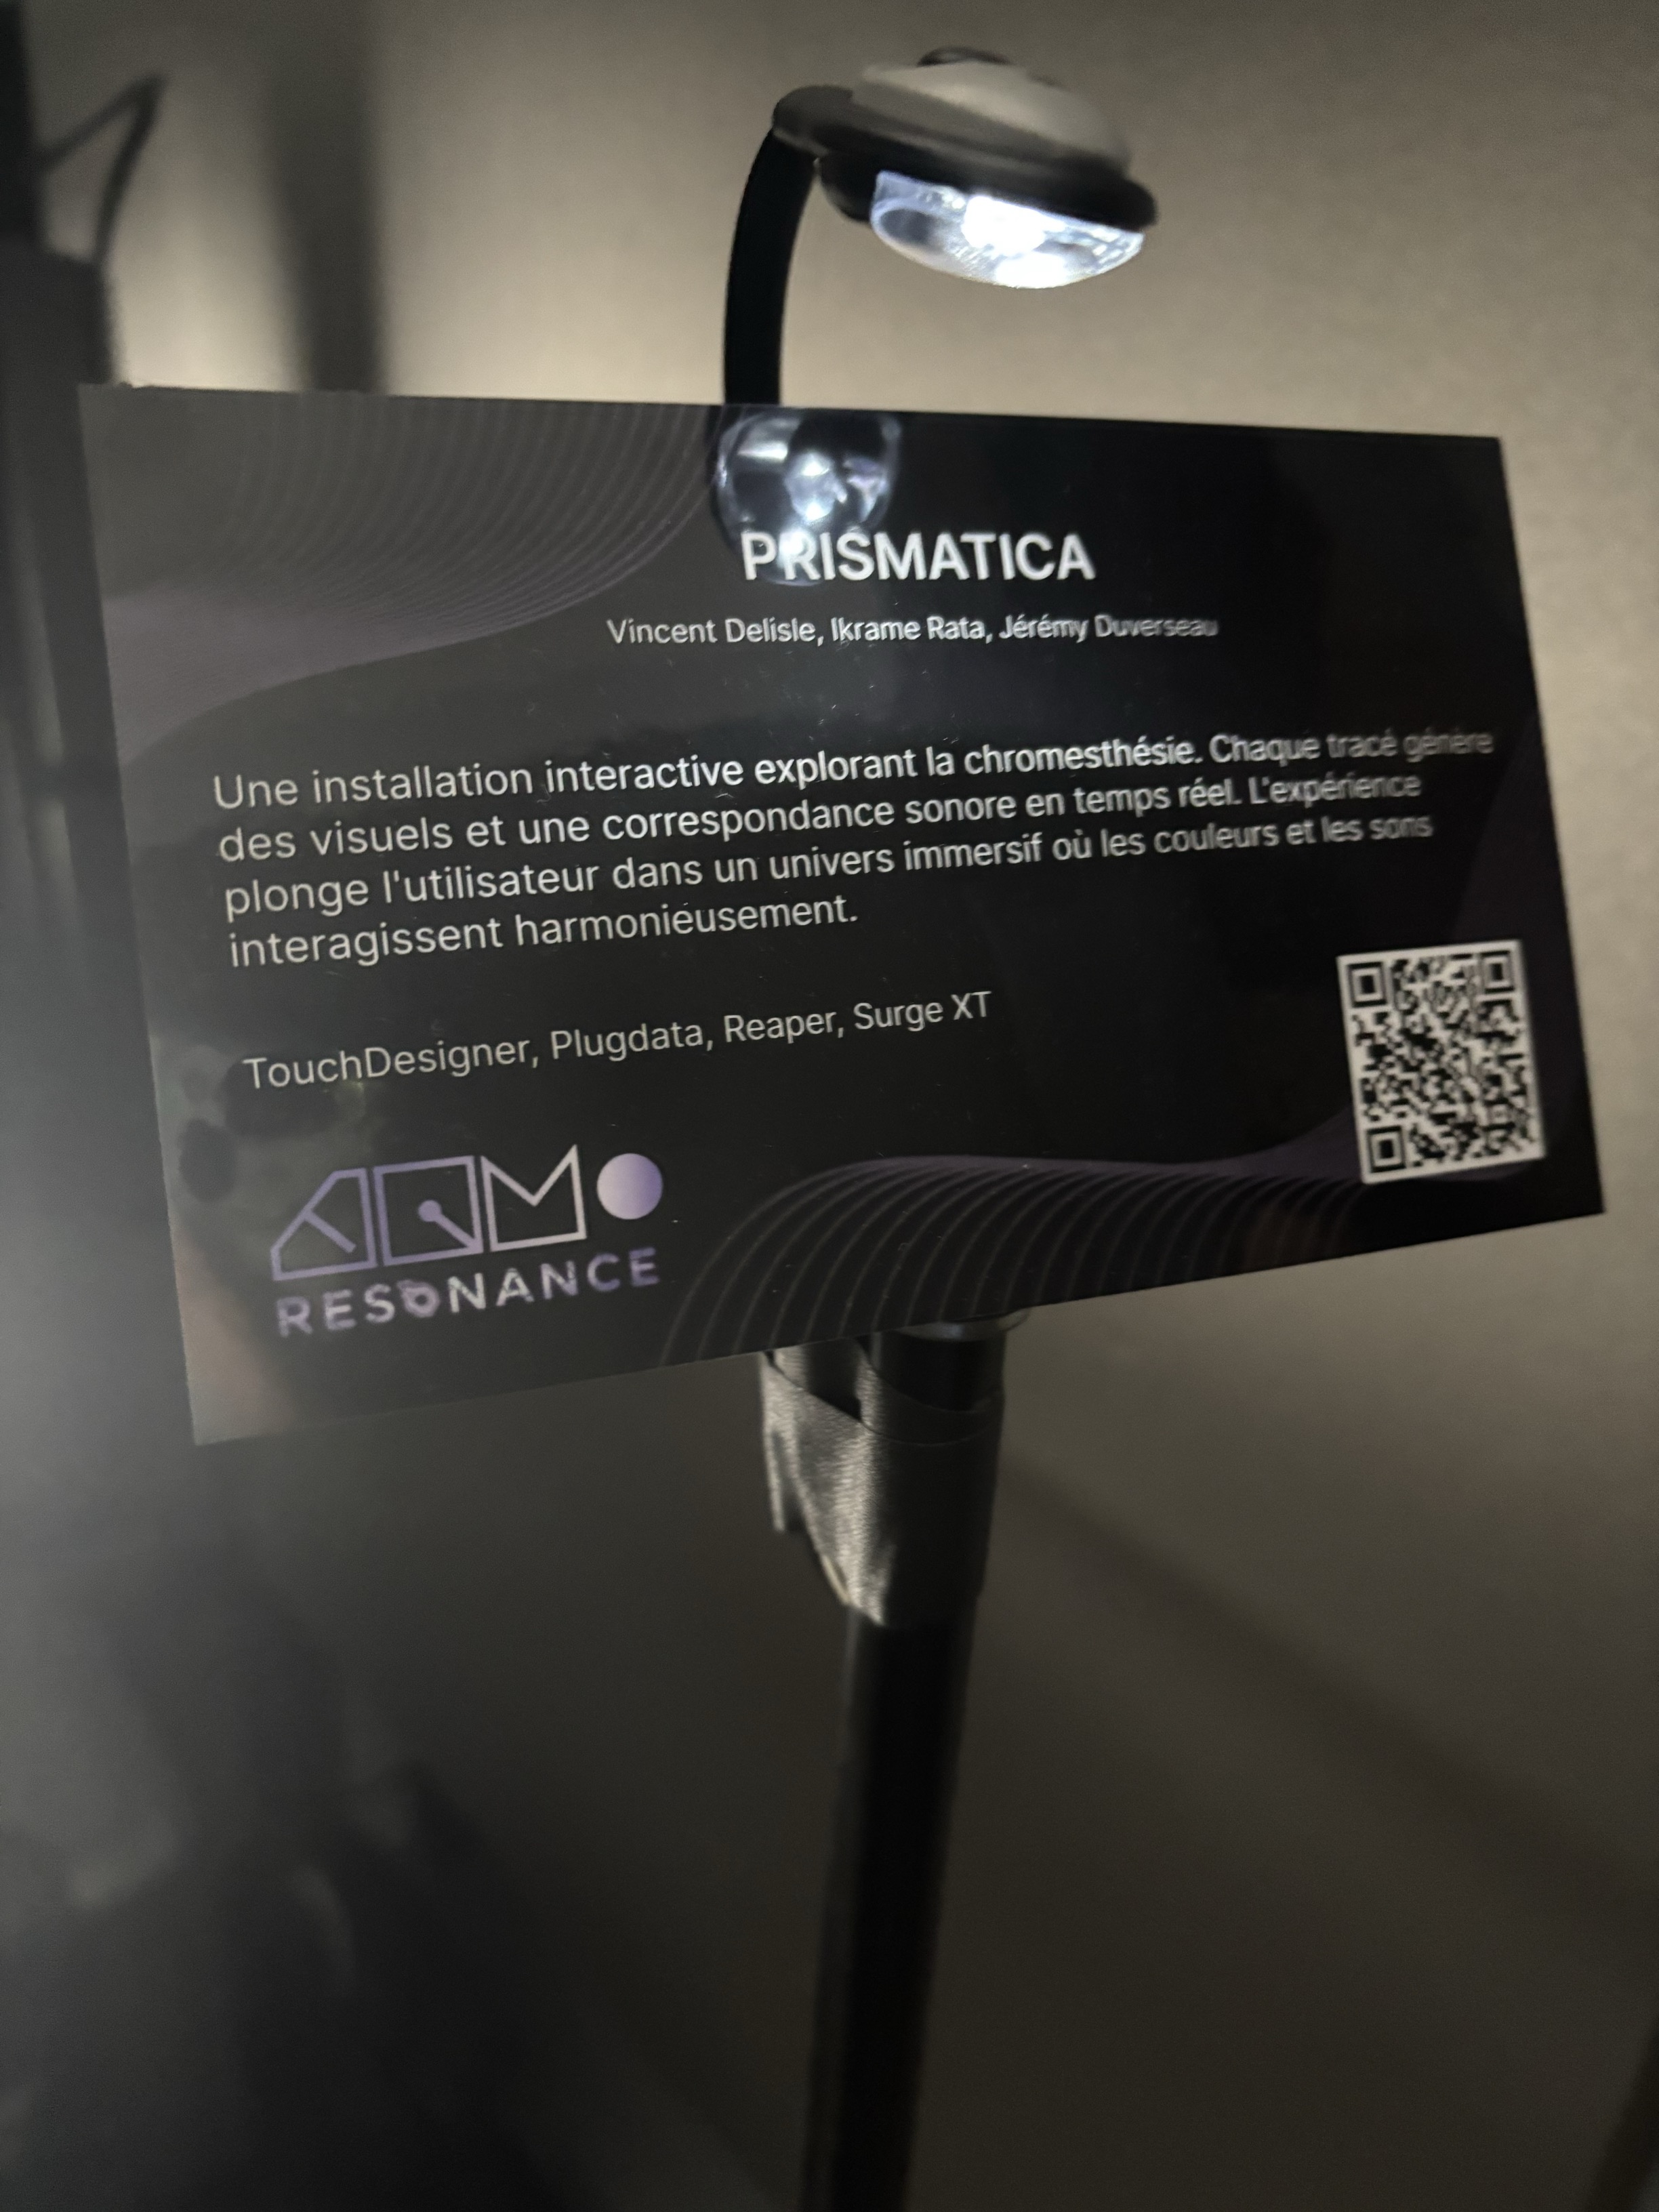 PRISMATICA
Vincent Delisle, Ikrame Rata, Jérémy Duverseau
Une installation interactive explorant la chromesthésie. Chaque tracé génère
des visuels et une correspondance sonore en temps réel. L'expérience
plonge l'utilisateur dans un univers immersif où les couleurs et les sons
interagissent harmonieusement.
TouchDesigner, Plugdata, Reaper, Surge XT
RESONANCE